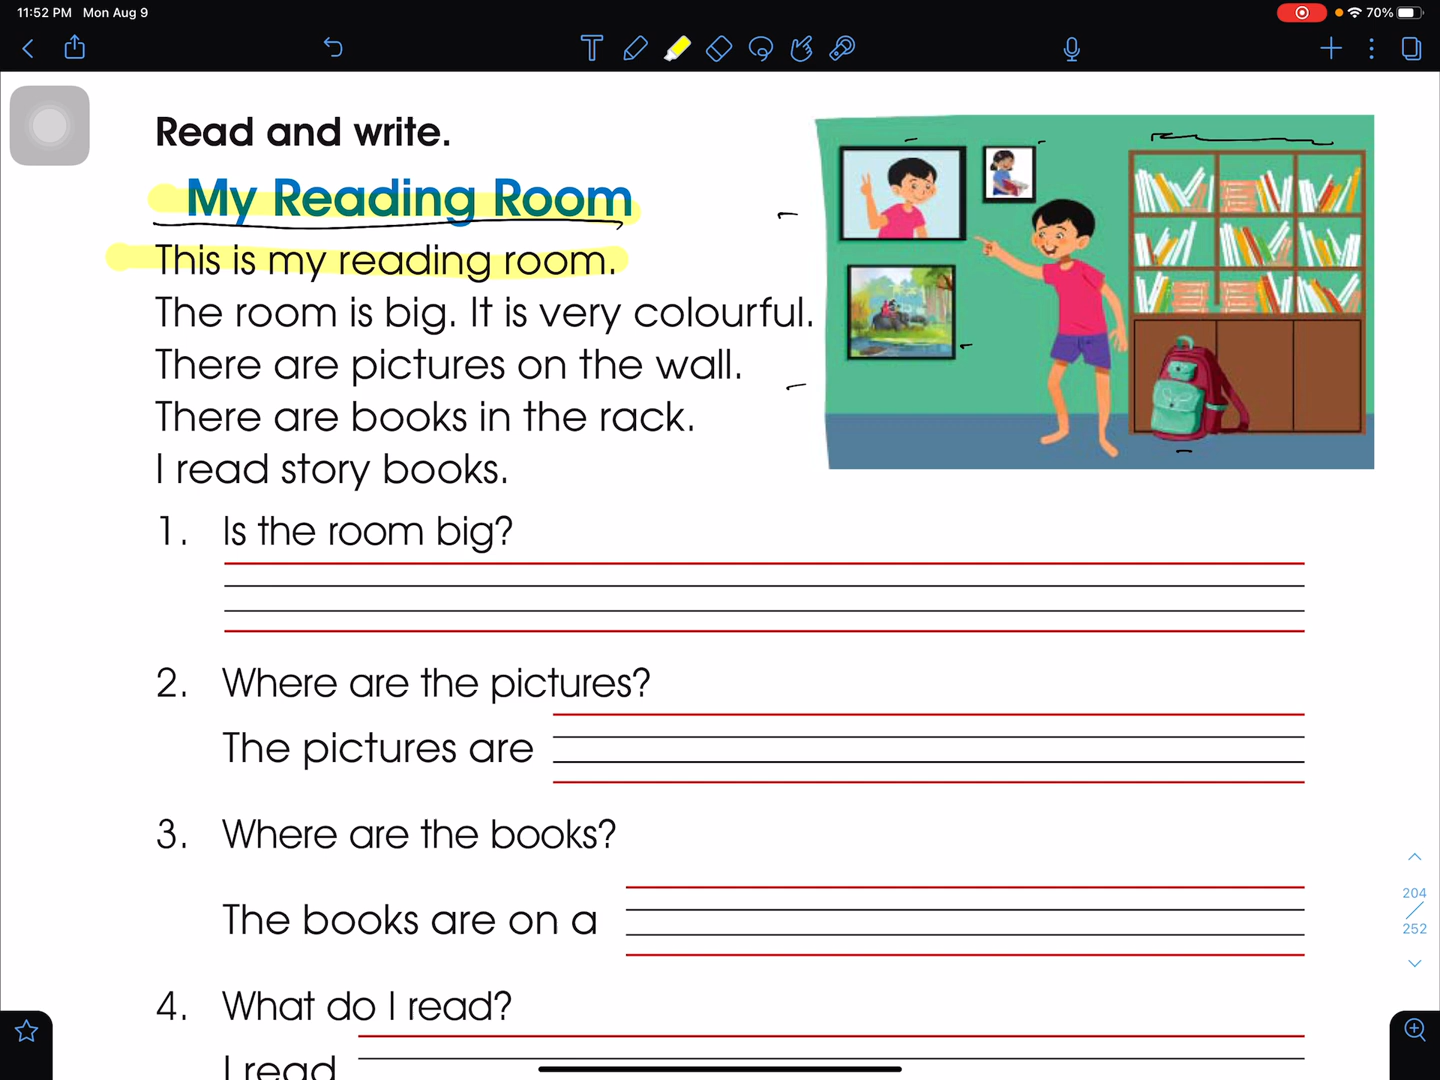 11:52 PM Mon Aug 9
70%
Read and write.
My Reading Room
This is my reading room.
The room is big. It is very colourful.
There are pictures on the wall.
There are books in the rack.
I read story books.
1. Is the room big?
2. Where are the pictures?
The pictures are
3. Where are the books?
The books are on a
4. What do I read?
I read
204
252